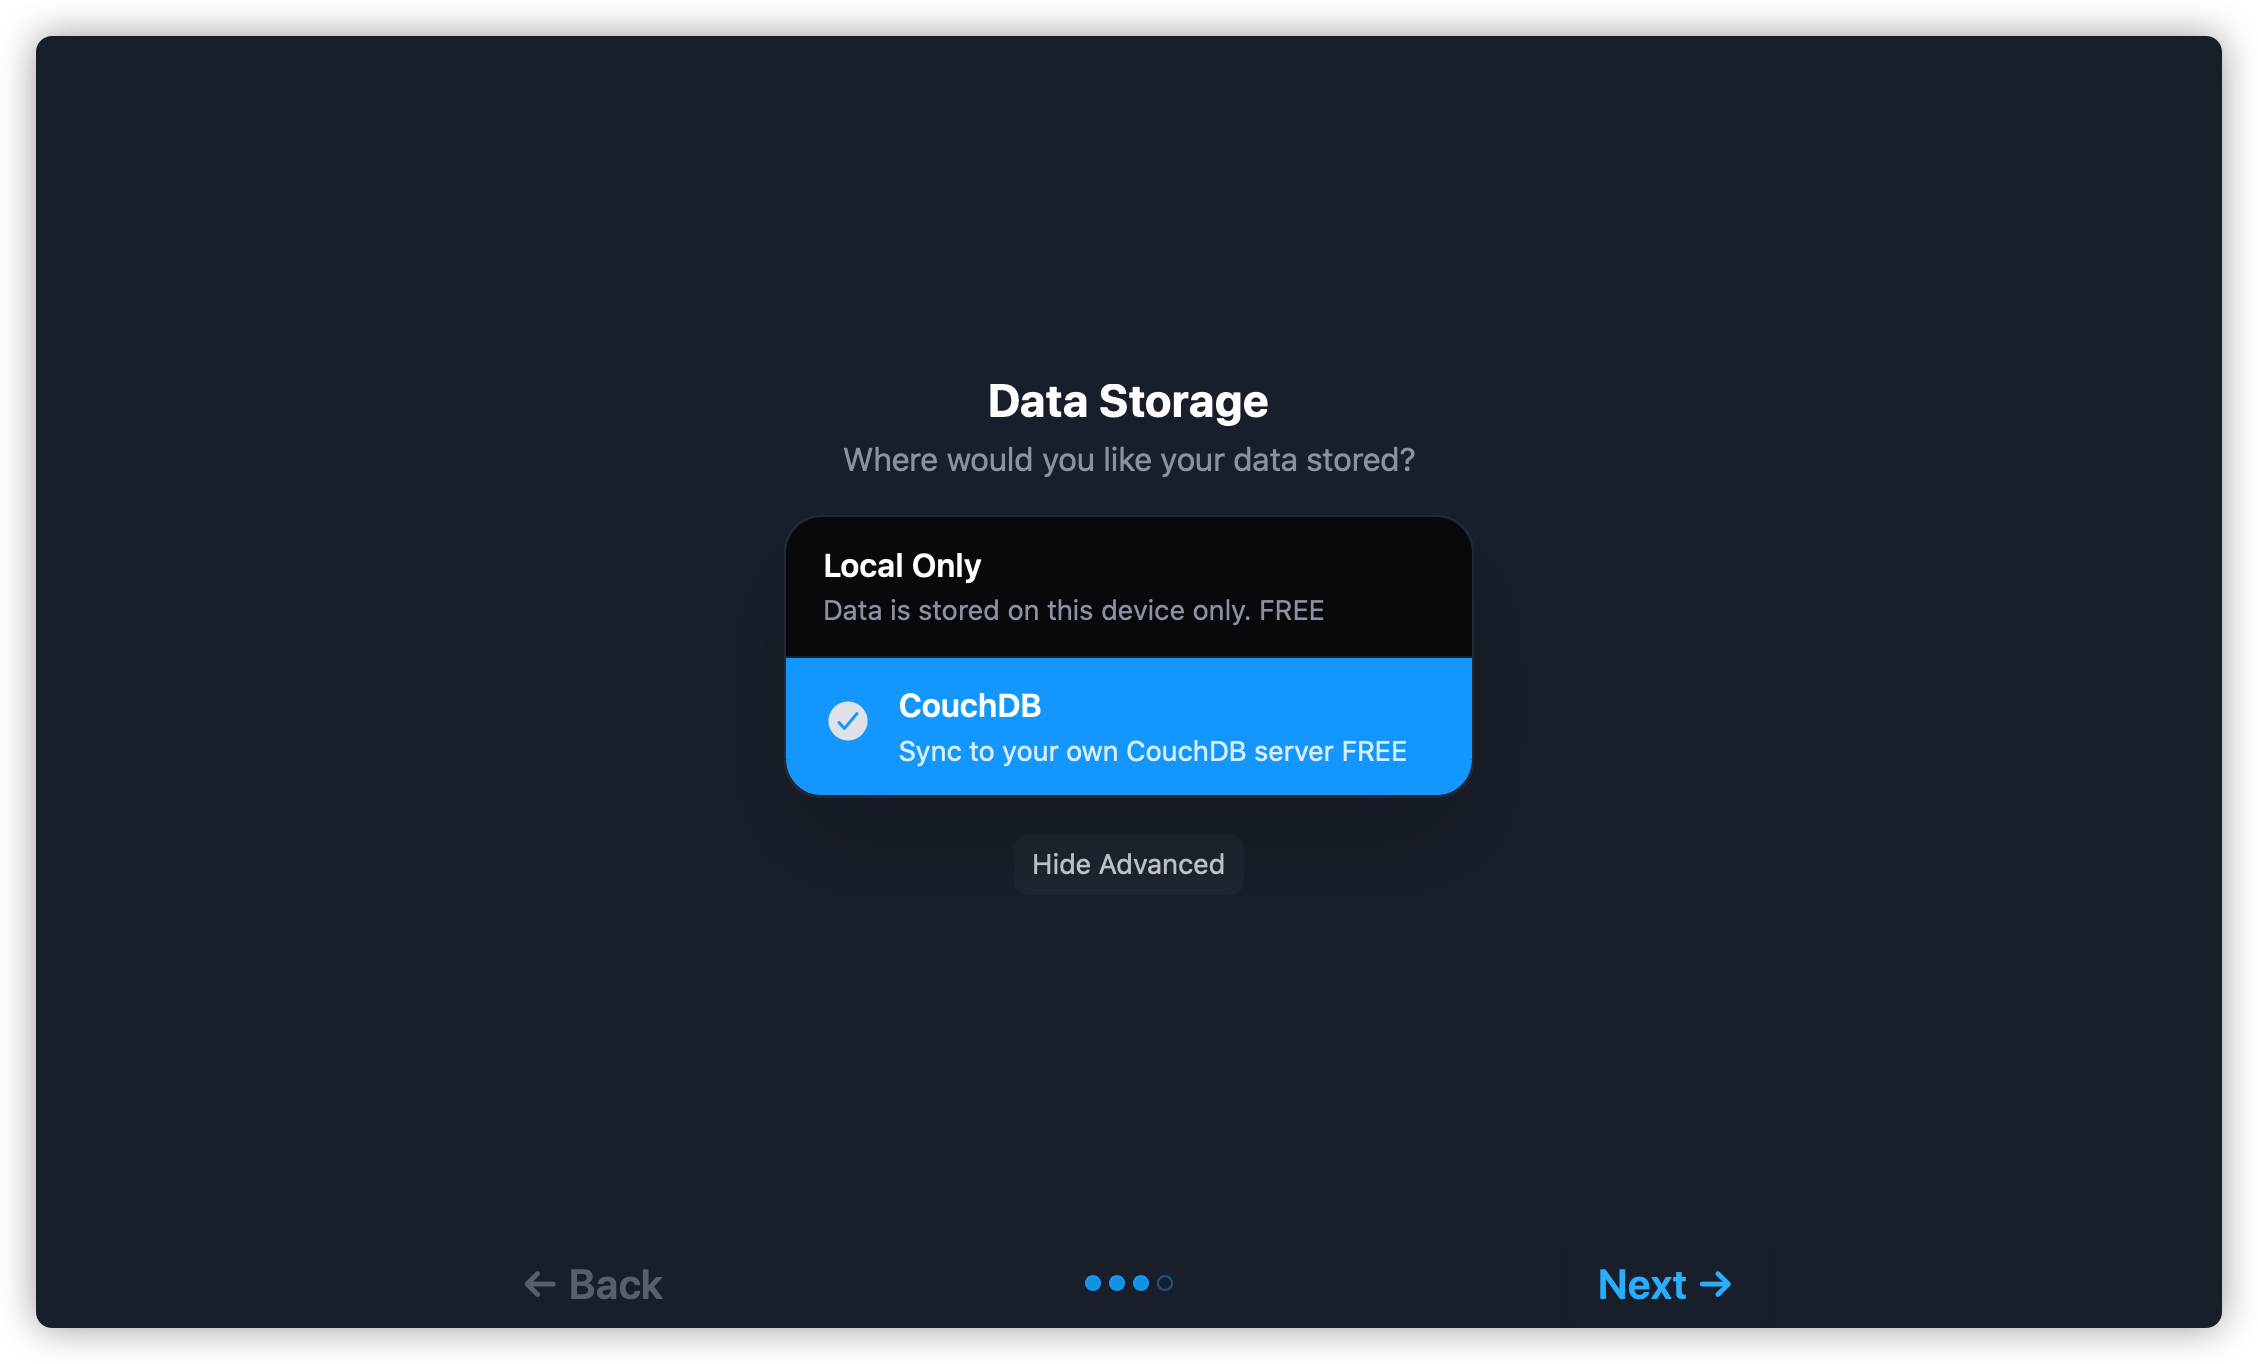 Data Storage
Where would you like your data stored?
Local Only
Data is stored on this device only. FREE
CouchDB
Sync to your own CouchDB server FREE
Hide Advanced
← Back
Next →